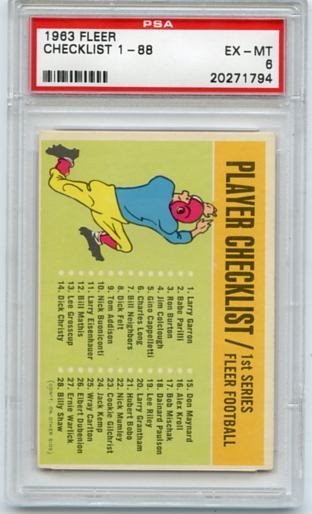 PSA
1963 FLEER
CHECKLIST 1-88
EX-MT
6
20271794
PLAYER CHECKLIST / 1st SERIES
FLEER FOOTBALL
1. Larry Garron
2. Babe Parilli
3. Ron Burton
4. Jim Colclough
5. Gino Cappelletti
6. Charles Long
7. Bill Neighbors
8. Dick Felt
9. Tom Addison
10. Nick Buoniconti
11. Larry Eisenhauer
12. Bill Mathis
13. Lee Grosscup
14. Dick Christy
15. Don Maynard
16. Alex Kroll
17. Bob Mischak
18. Dainard Paulson
19. Lee Riley
20. Larry Grantham
21. Hubert Bobo
22. Nick Mumley
23. Cookie Gilchrist
24. Jack Kemp
25. Wray Carlton
26. Elbert Dubenion
27. Ernie Warlick
28. Billy Shaw
(CONT. ON OTHER SIDE)